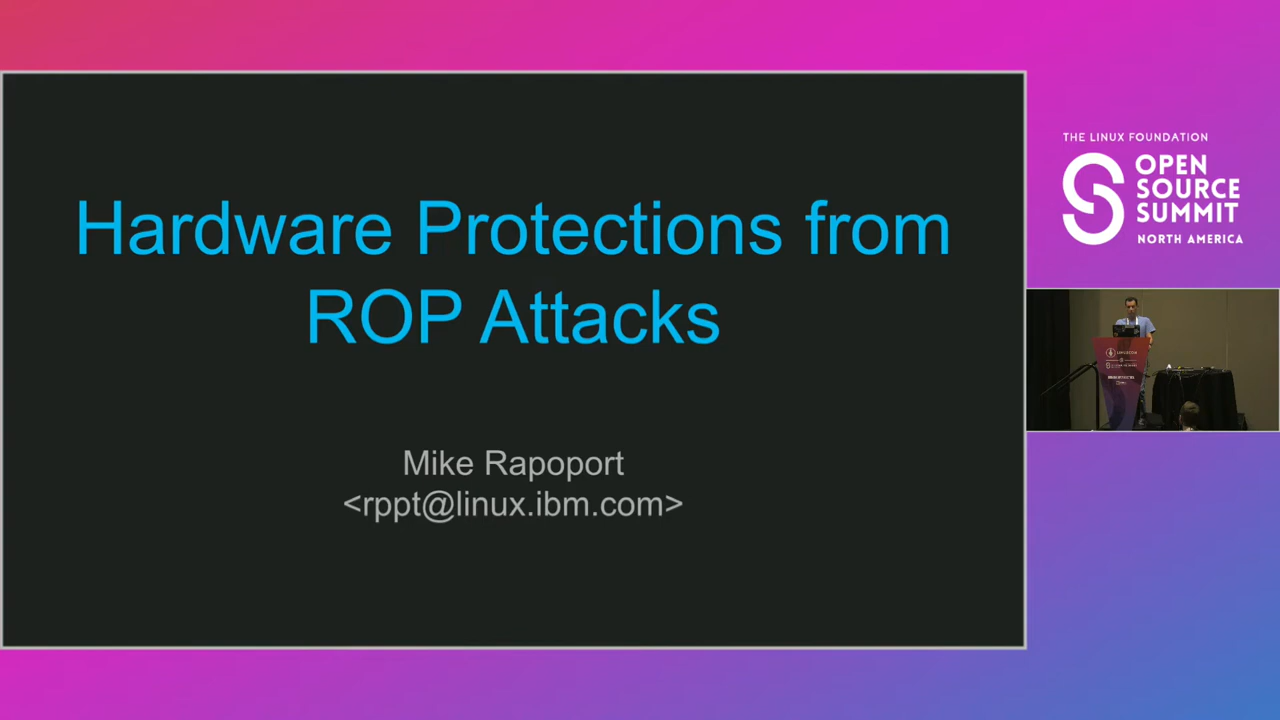 Hardware Protections from
ROP Attacks
Mike Rapoport
<rppt@linux.ibm.com>
THE LINUX FOUNDATION
OPEN
SOURCE
SUMMIT
NORTH AMERICA